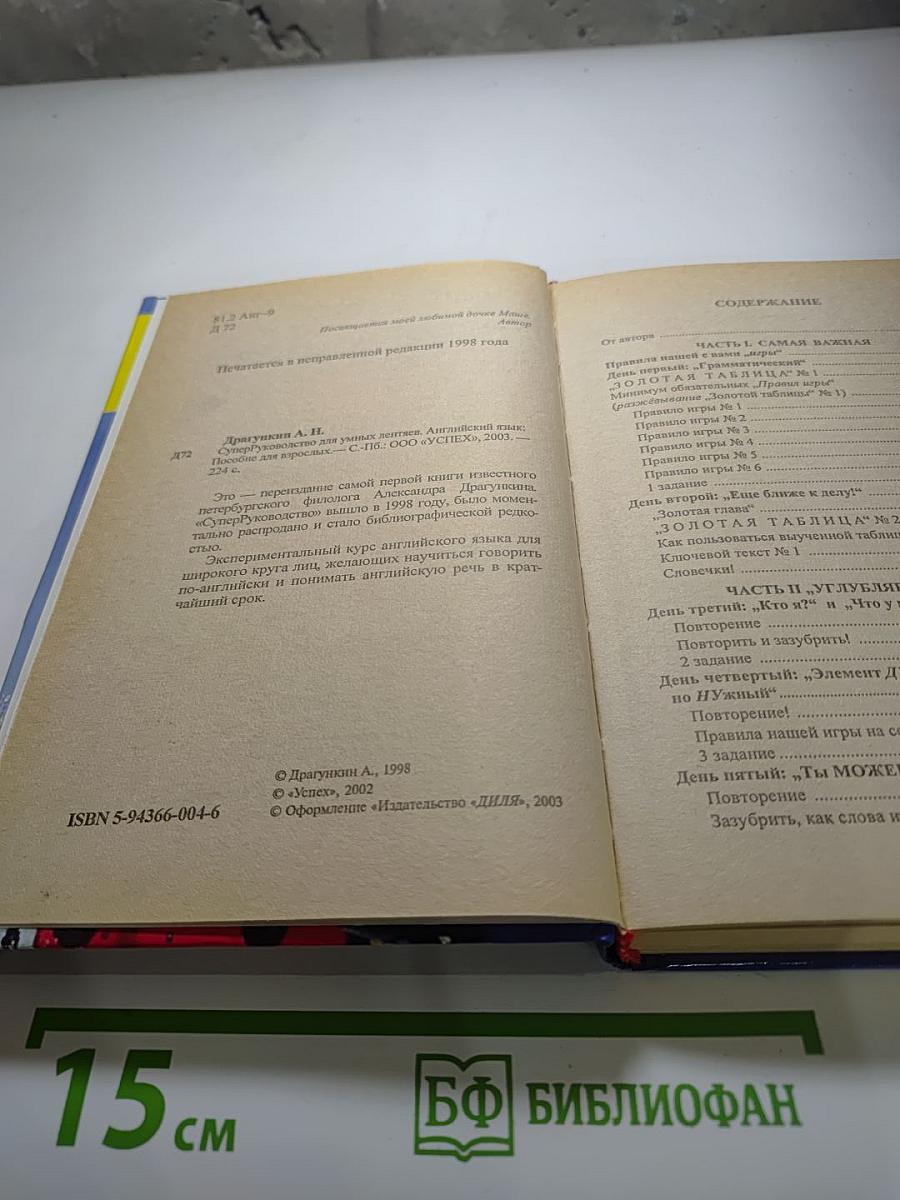 81.2 Анг–9
Д 72
Посвящается моей любимой дочке Маше.
Автор
Печатается в неправленной редакции 1998 года
Драгункин А. Н.
Д72 СуперРуководство для умных лентяев. Английский язык;
Пособие для взрослых.— С.-Пб.: ООО «УСПЕХ», 2003. —
224 с.
Это — переиздание самой первой книги известного
петербургского филолога Александра Драгункина.
«СуперРуководство» вышло в 1998 году, было момен-
тально распродано и стало библиографической редко-
стью.
Экспериментальный курс английского языка для
широкого круга лиц, желающих научиться говорить
по-английски и понимать английскую речь в крат-
чайший срок.
© Драгункин А., 1998
© «Успех», 2002
ISBN 5-94366-004-6 © Оформление «Издательство «ДИЛЯ», 2003
СОДЕРЖАНИЕ
От автора
ЧАСТЬ I. САМАЯ ВАЖНАЯ
Правила нашей с вами „игры“
День первый: „Грамматический“
„ЗОЛОТАЯ ТАБЛИЦА“ № 1
Минимум обязательных „Правил игры“
(разжёвывание „Золотой таблицы“ № 1)
Правило игры № 1
Правило игры № 2
Правило игры № 3
Правило игры № 4
Правило игры № 5
Правило игры № 6
1 задание
День второй: „Еще ближе к делу!“
„Золотая глава“
„ЗОЛОТАЯ ТАБЛИЦА“ № 2
Как пользоваться выученной таблиц
Ключевой текст № 1
Словечки!
ЧАСТЬ II „УГЛУБЛЯЕ
День третий: „Кто я?“ и „Что у
Повторение
Повторить и зазубрить!
2 задание
День четвертый: „Элемент Д
но НУжный“
Повторение!
Правила нашей игры на се
3 задание
День пятый: „Ты МОЖЕ
Повторение
Зазубрить, как слова и
15 см
БФ БИБЛИОФАН